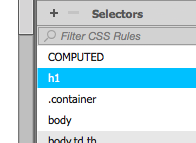 + − Selectors
Filter CSS Rules
COMPUTED
h1
.container
body
body,td,th